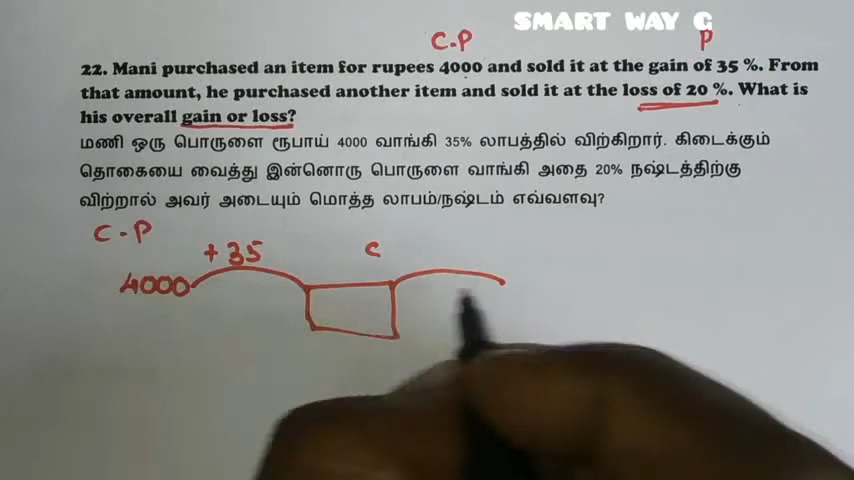 SMART WAY G
C.P P
22. Mani purchased an item for rupees 4000 and sold it at the gain of 35 %. From
that amount, he purchased another item and sold it at the loss of 20 %. What is
his overall gain or loss?
மணி ஒரு பொருளை ரூபாய் 4000 வாங்கி 35% லாபத்தில் விற்கிறார். கிடைக்கும்
தொகையை வைத்து இன்னொரு பொருளை வாங்கி அதை 20% நஷ்டத்திற்கு
விற்றால் அவர் அடையும் மொத்த லாபம்/நஷ்டம் எவ்வளவு?
C-P
+35 C
4000